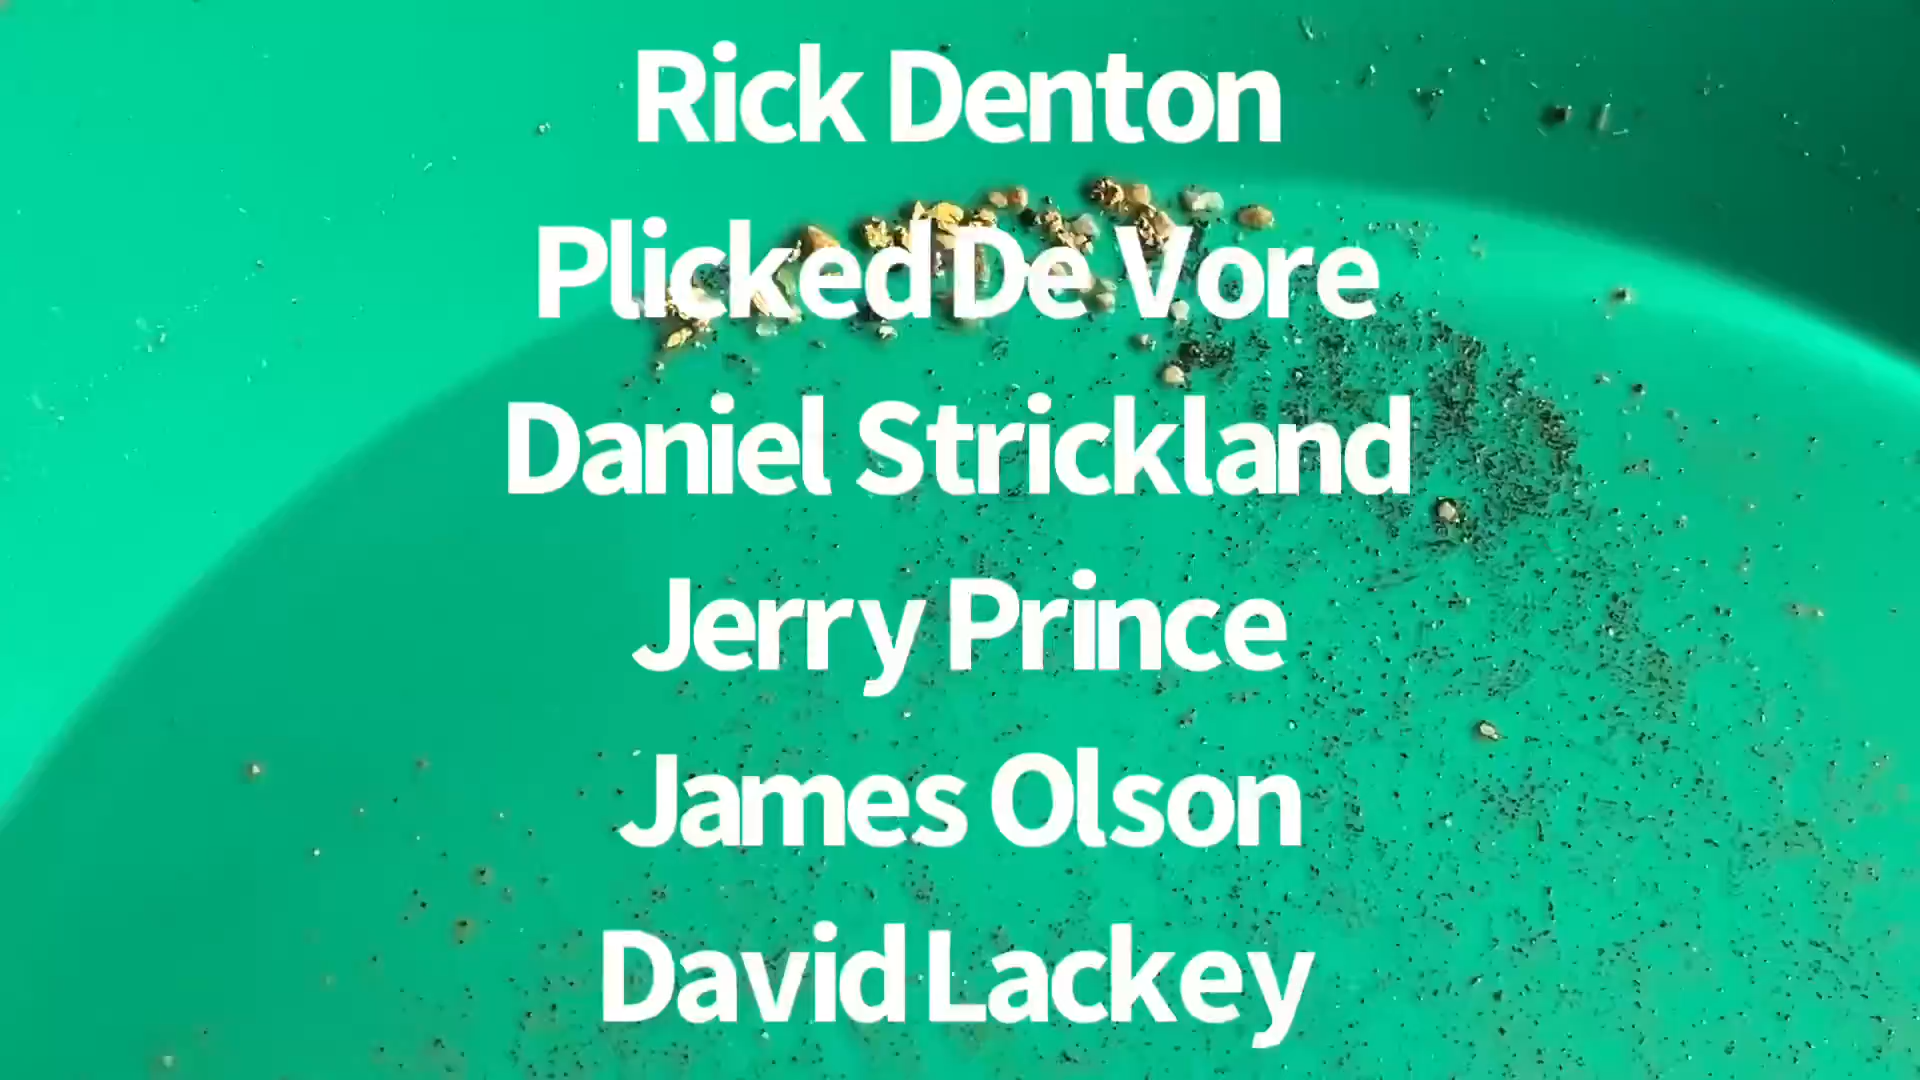 Rick Denton
Plicked De Vore
Daniel Strickland
Jerry Prince
James Olson
David Lackey